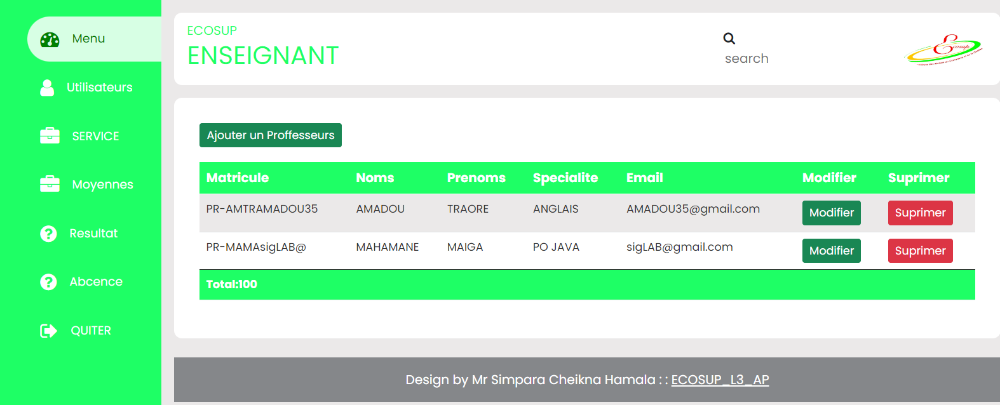 Menu
Utilisateurs
SERVICE
Moyennes
Resultat
Abcence
QUITER
ECOSUP
ENSEIGNANT
search
Ecosup
Ajouter un Proffesseurs
Matricule Noms Prenoms Specialite Email Modifier Suprimer
PR-AMTRAMADOU35 AMADOU TRAORE ANGLAIS AMADOU35@gmail.com Modifier Suprimer
PR-MAMAsigLAB@ MAHAMANE MAIGA PO JAVA sigLAB@gmail.com Modifier Suprimer
Total:100
Design by Mr Simpara Cheikna Hamala : : ECOSUP_L3_AP